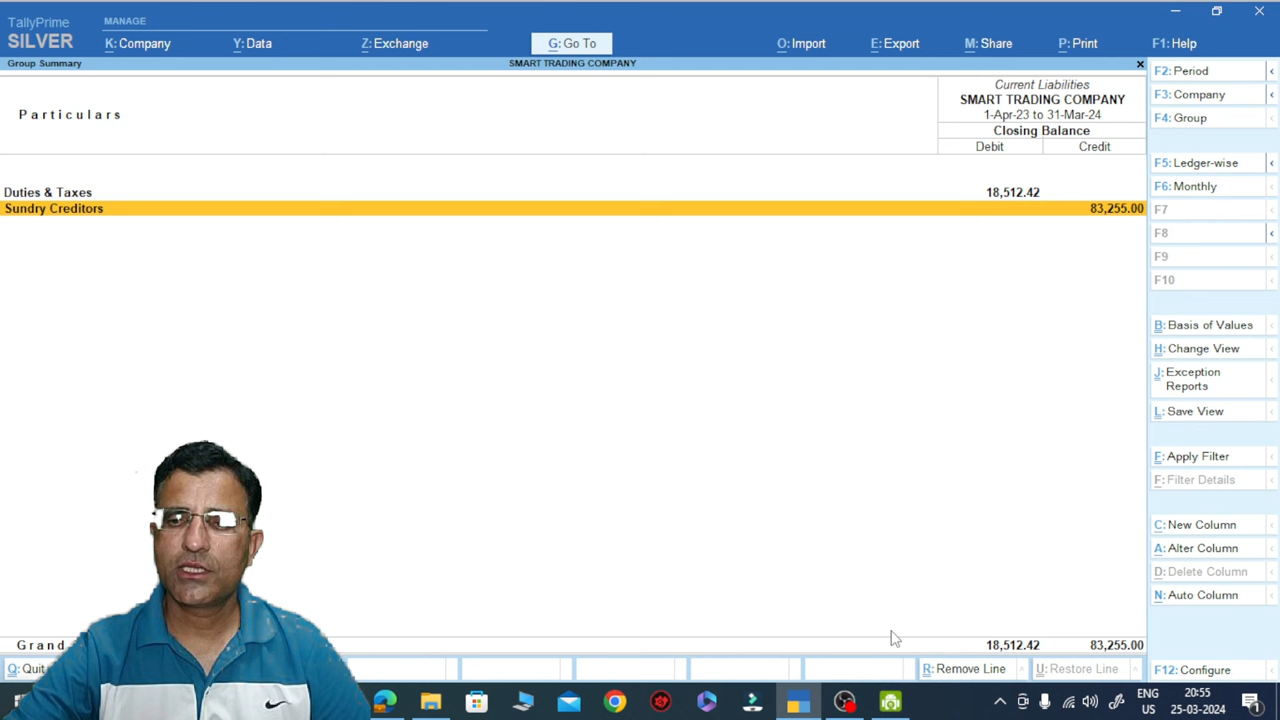 TallyPrime
MANAGE
SILVER
K: Company
Y: Data
Z: Exchange
G: Go To
O: Import
E: Export
M: Share
P: Print
F1: Help
Group Summary
SMART TRADING COMPANY
Particulars
Current Liabilities
SMART TRADING COMPANY
1-Apr-23 to 31-Mar-24
Closing Balance
Debit
Credit
Duties & Taxes 18,512.42
Sundry Creditors 83,255.00
Grand 18,512.42 83,255.00
Q: Quit
R: Remove Line
U: Restore Line
F2: Period
F3: Company
F4: Group
F5: Ledger-wise
F6: Monthly
F7
F8
F9
F10
B: Basis of Values
H: Change View
J: Exception
Reports
L: Save View
E: Apply Filter
F: Filter Details
C: New Column
A: Alter Column
D: Delete Column
N: Auto Column
F12: Configure
ENG
US
20:55
25-03-2024
1